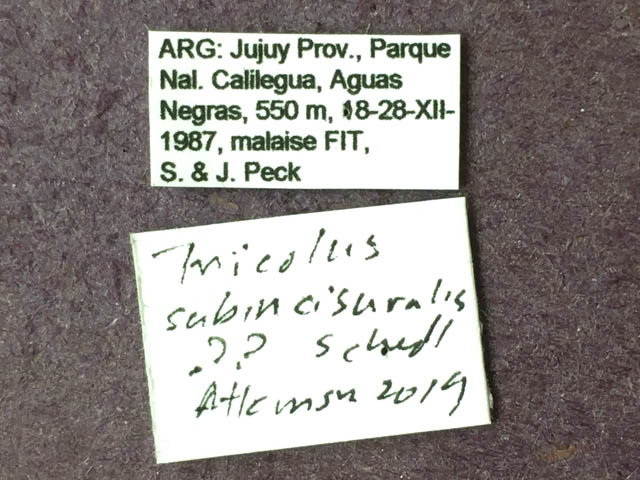 ARG: Jujuy Prov., Parque
Nal. Calilegua, Aguas
Negras, 550 m, 18-28-XII-
1987, malaise FIT,
S. & J. Peck
Tricolus
subincisuralis
?? Schedl
Atkinson 2019